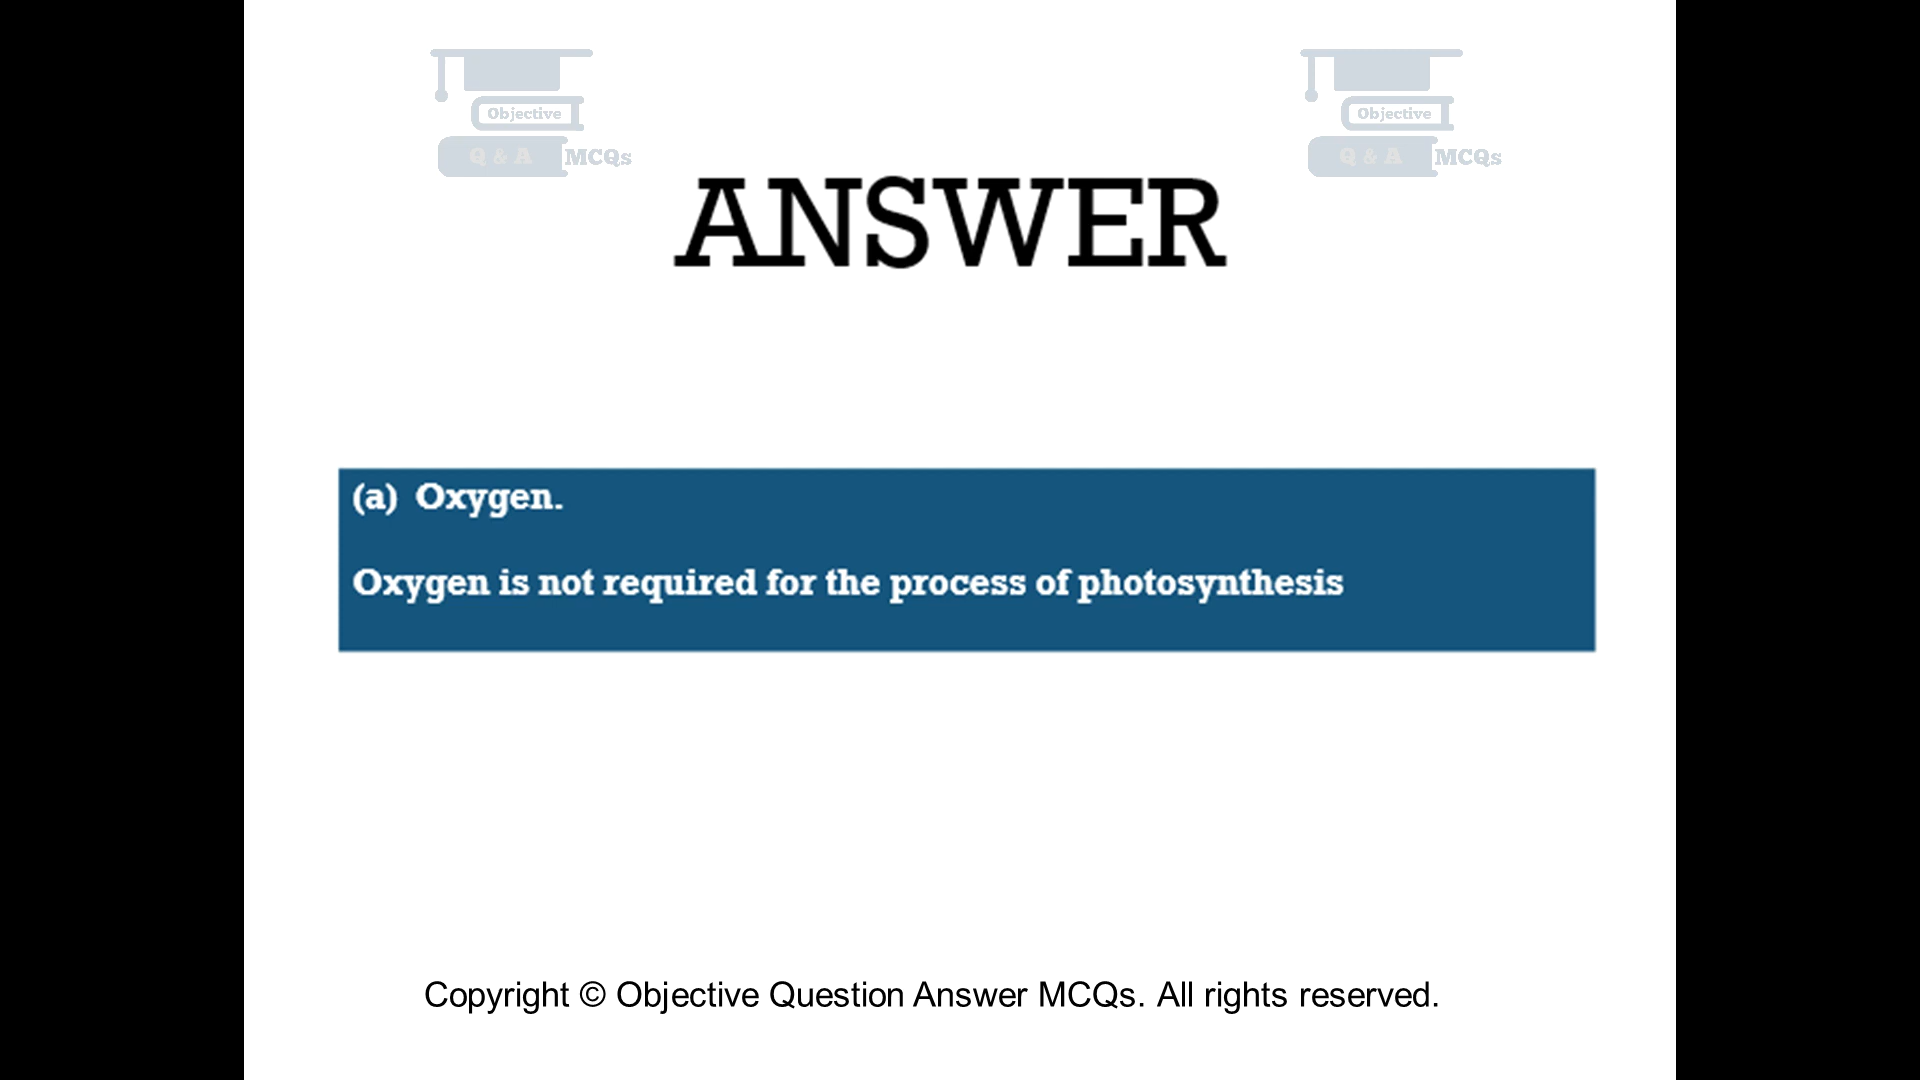 Objective
Q & A MCQs
Objective
Q & A MCQs
ANSWER
(a) Oxygen.
Oxygen is not required for the process of photosynthesis
Copyright © Objective Question Answer MCQs. All rights reserved.